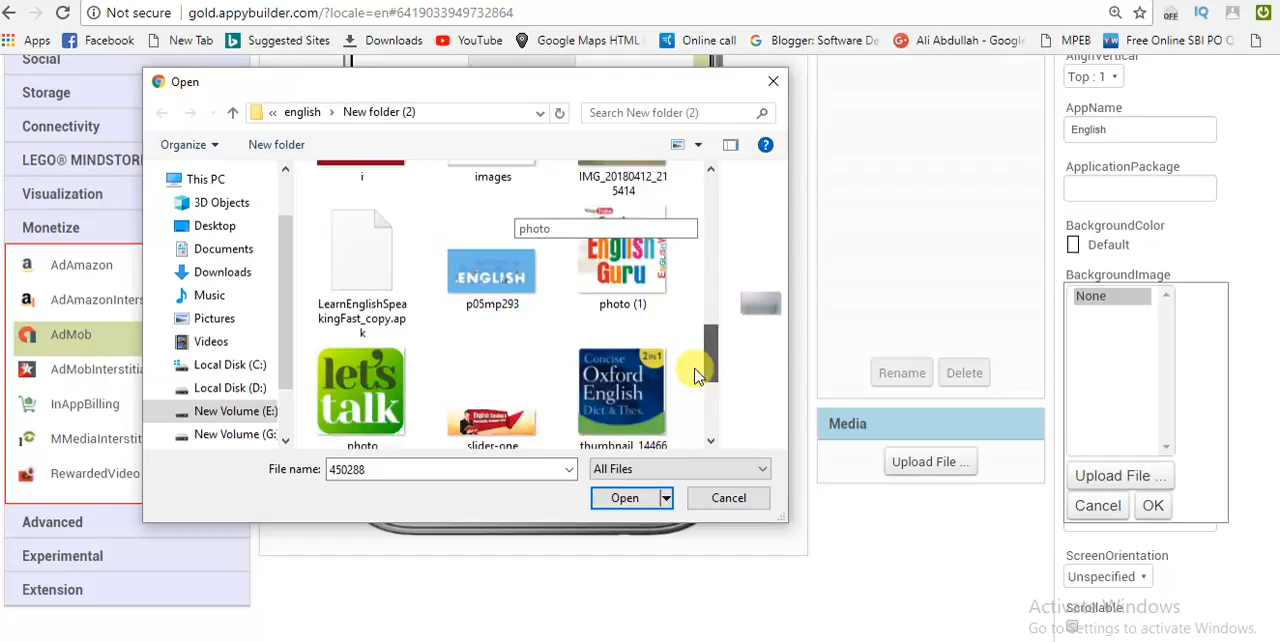 Not secure | gold.appybuilder.com/?locale=en#6419033949732864
Apps Facebook New Tab Suggested Sites Downloads YouTube Google Maps HTML Online call Blogger: Software De Ali Abdullah - Google MPEB Free Online SBI PO
Social
Storage
Connectivity
LEGO® MINDSTOR
Visualization
Monetize
AdAmazon
AdAmazonInters
AdMob
AdMobInterstitia
InAppBilling
MMediaInterstit
RewardedVideo
Advanced
Experimental
Extension
Open
« english › New folder (2)
Search New folder (2)
Organize
New folder
This PC
3D Objects
Desktop
Documents
Downloads
Music
Pictures
Videos
Local Disk (C:)
Local Disk (D:)
New Volume (E:)
New Volume (G:
i
images
IMG_20180412_21
5414
photo
English
Guru
ENGLISH
LearnEnglishSpea
kingFast_copy.ap
k
p05mp293
photo (1)
let's
talk
Concise 2 IN 1
Oxford
English
Dict. & Thes.
photo
slider-one
thumbnail_14466
File name: 450288
All Files
Open
Cancel
Rename
Delete
Media
Upload File ...
AlignVertical
Top : 1
AppName
English
ApplicationPackage
BackgroundColor
Default
BackgroundImage
None
Upload File ...
Cancel
OK
ScreenOrientation
Unspecified
Scrollable
Activate Windows
Go to Settings to activate Windows.